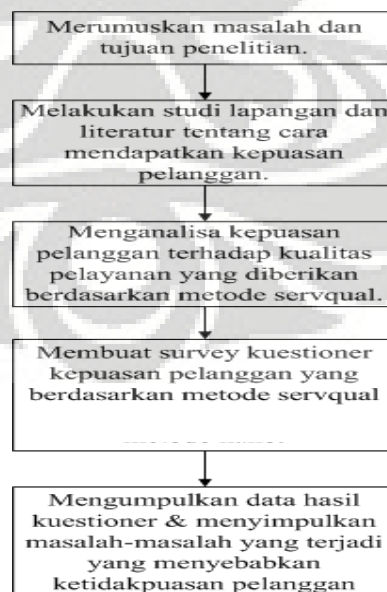 Merumuskan masalah dan
tujuan penelitian.
Melakukan studi lapangan dan
literatur tentang cara
mendapatkan kepuasan
pelanggan.
Menganalisa kepuasan
pelanggan terhadap kualitas
pelayanan yang diberikan
berdasarkan metode servqual.
Membuat survey kuestioner
kepuasan pelanggan yang
berdasarkan metode servqual
Mengumpulkan data hasil
kuestioner & menyimpulkan
masalah-masalah yang terjadi
yang menyebabkan
ketidakpuasan pelanggan